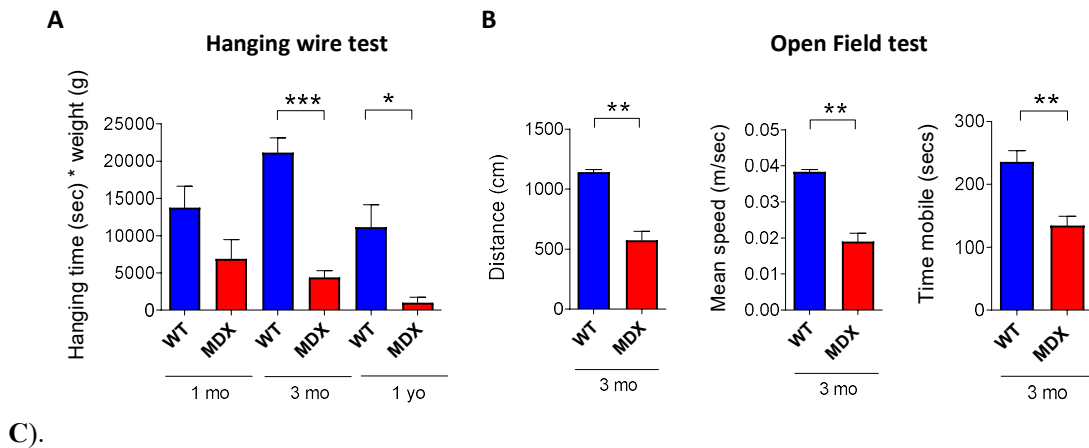 A
Hanging wire test
Hanging time (sec) * weight (g)
25000
20000
15000
10000
5000
0
***
*
WT
MDX
WT
MDX
WT
MDX
1 mo
3 mo
1 yo
B
Open Field test
Distance (cm)
1500
1000
500
0
**
WT
MDX
3 mo
Mean speed (m/sec)
0.05
0.04
0.03
0.02
0.01
0.00
**
WT
MDX
3 mo
Time mobile (secs)
300
200
100
0
**
WT
MDX
3 mo
C).